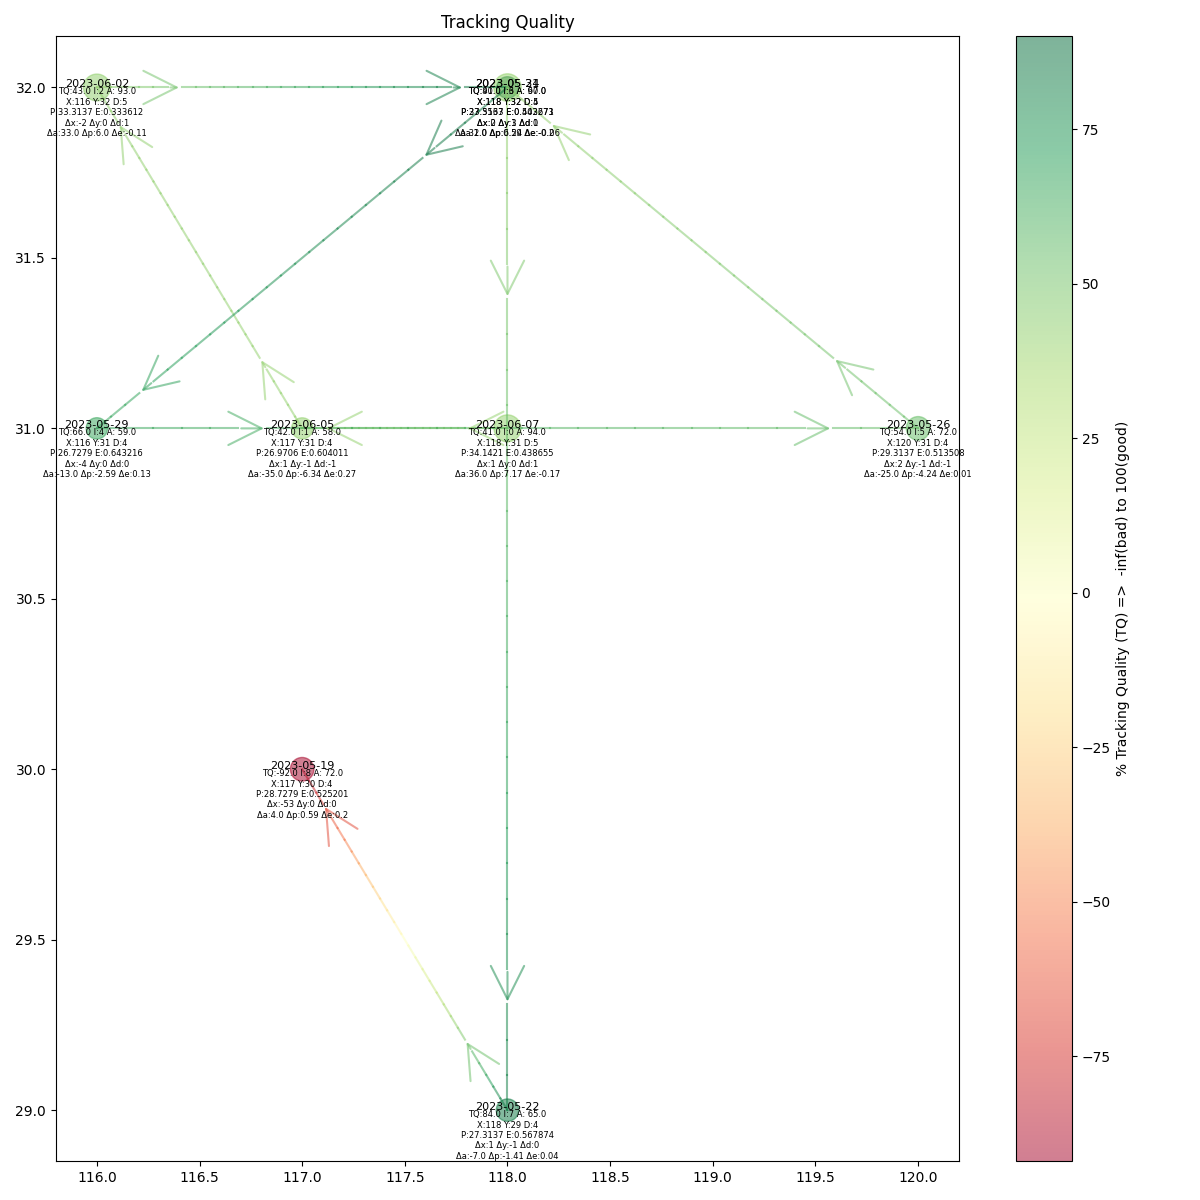 Tracking Quality
32.0
31.5
31.0
30.5
30.0
29.5
29.0
116.0 116.5 117.0 117.5 118.0 118.5 119.0 119.5 120.0
2023-06-02
TQ:43.0 I:2 A: 93.0
X:116 Y:32 D:5
P:33.3137 E:0.333612
Δx:-2 Δy:0 Δd:1
Δa:33.0 Δp:6.0 Δe:-0.11
2023-05-29
TQ:66.0 I:4 A: 59.0
X:116 Y:31 D:4
P:26.7279 E:0.643216
Δx:-4 Δy:0 Δd:0
Δa:-13.0 Δp:-2.59 Δe:0.13
2023-06-05
TQ:42.0 I:1 A: 58.0
X:117 Y:31 D:4
P:26.9706 E:0.604011
Δx:1 Δy:-1 Δd:-1
Δa:-35.0 Δp:-6.34 Δe:0.27
2023-06-07
TQ:41.0 I:0 A: 94.0
X:118 Y:31 D:5
P:34.1421 E:0.438655
Δx:1 Δy:0 Δd:1
Δa:36.0 Δp:7.17 Δe:-0.17
2023-05-26
TQ:54.0 I:5 A: 72.0
X:120 Y:31 D:4
P:29.3137 E:0.513508
Δx:2 Δy:-1 Δd:-1
Δa:-25.0 Δp:-4.24 Δe:0.01
2023-05-19
TQ:-92.0 I:8 A: 72.0
X:117 Y:30 D:4
P:28.7279 E:0.525201
Δx:-53 Δy:0 Δd:0
Δa:4.0 Δp:0.59 Δe:0.2
2023-05-22
TQ:84.0 I:7 A: 65.0
X:118 Y:29 D:4
P:27.3137 E:0.567874
Δx:1 Δy:-1 Δd:0
Δa:-7.0 Δp:-1.41 Δe:0.04
75
50
25
0
−25
−50
−75
% Tracking Quality (TQ) => -inf(bad) to 100(good)